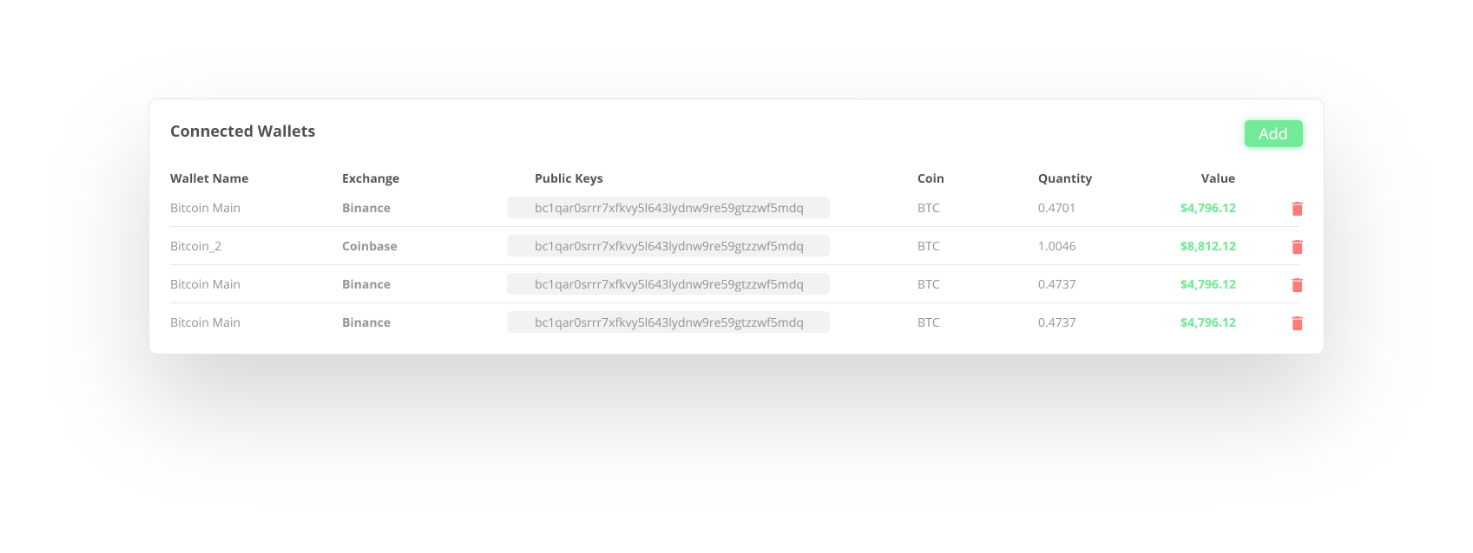 Connected Wallets
Add
Wallet Name Exchange Public Keys Coin Quantity Value
Bitcoin Main Binance bc1qar0srrr7xfkvy5l643lydnw9re59gtzzwf5mdq BTC 0.4701 $4,796.12
Bitcoin_2 Coinbase bc1qar0srrr7xfkvy5l643lydnw9re59gtzzwf5mdq BTC 1.0046 $8,812.12
Bitcoin Main Binance bc1qar0srrr7xfkvy5l643lydnw9re59gtzzwf5mdq BTC 0.4737 $4,796.12
Bitcoin Main Binance bc1qar0srrr7xfkvy5l643lydnw9re59gtzzwf5mdq BTC 0.4737 $4,796.12